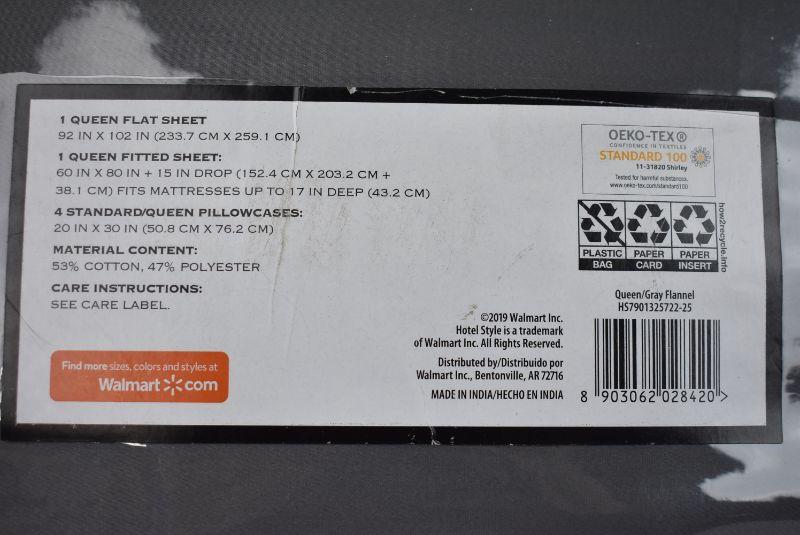 1 QUEEN FLAT SHEET
92 IN X 102 IN (233.7 CM X 259.1 CM)
1 QUEEN FITTED SHEET:
60 IN X 80 IN + 15 IN DROP (152.4 CM X 203.2 CM +
38.1 CM) FITS MATTRESSES UP TO 17 IN DEEP (43.2 CM)
4 STANDARD/QUEEN PILLOWCASES:
20 IN X 30 IN (50.8 CM X 76.2 CM)
MATERIAL CONTENT:
53% COTTON, 47% POLYESTER
CARE INSTRUCTIONS:
SEE CARE LABEL.
Find more sizes, colors and styles at
Walmart.com
©2019 Walmart Inc.
Hotel Style is a trademark
of Walmart Inc. All Rights Reserved.
Distributed by/Distribuido por
Walmart Inc., Bentonville, AR 72716
MADE IN INDIA/HECHO EN INDIA
OEKO-TEX®
CONFIDENCE IN TEXTILES
STANDARD 100
11-31820 Shirley
Tested for harmful substances.
www.oeko-tex.com/standard100
PLASTIC BAG
PAPER CARD
PAPER INSERT
how2recycle.info
Queen/Gray Flannel
HS7901325722-25
8 903062 028420 >